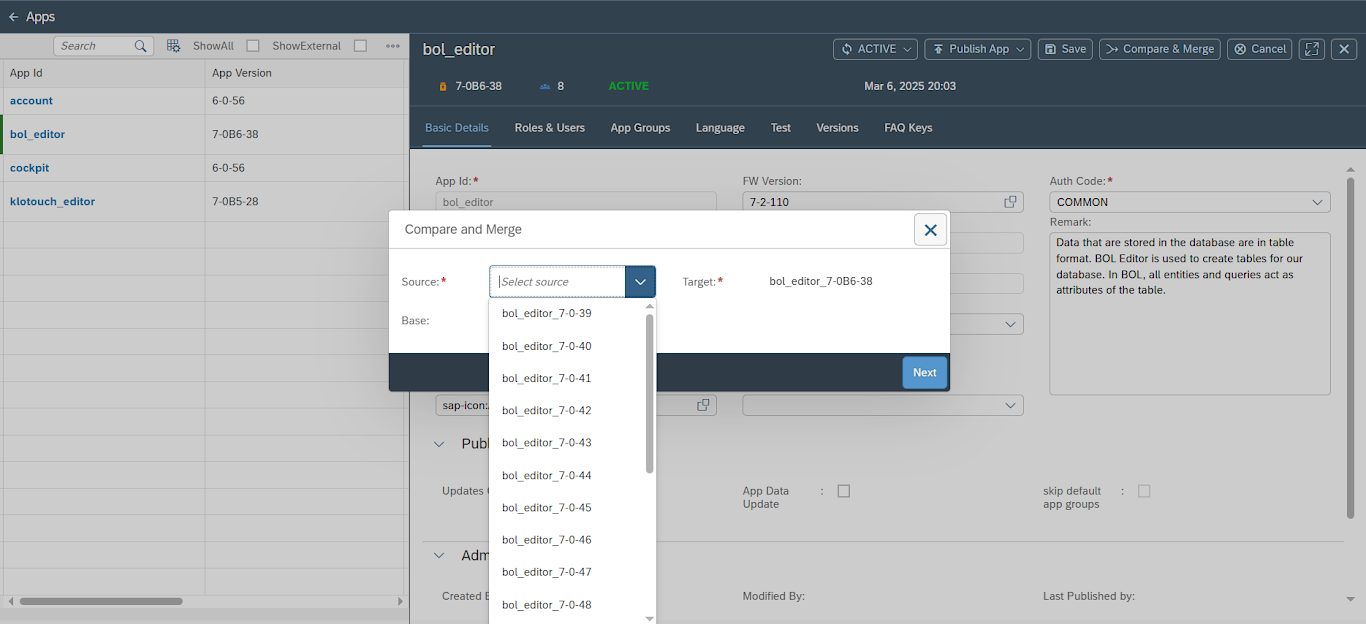 Apps
Search ShowAll ShowExternal
App Id App Version
account 6-0-56
bol_editor 7-0B6-38
cockpit 6-0-56
klotouch_editor 7-0B5-28
bol_editor ACTIVE Publish App Save Compare & Merge Cancel
7-0B6-38 8 ACTIVE Mar 6, 2025 20:03
Basic Details Roles & Users App Groups Language Test Versions FAQ Keys
App Id:* FW Version: Auth Code:*
bol_editor 7-2-110 COMMON
Remark:
Data that are stored in the database are in table
format. BOL Editor is used to create tables for our
database. In BOL, all entities and queries act as
attributes of the table.
Compare and Merge
Source:* Select source Target:* bol_editor_7-0B6-38
Base:
bol_editor_7-0-39
bol_editor_7-0-40
bol_editor_7-0-41
bol_editor_7-0-42
bol_editor_7-0-43
bol_editor_7-0-44
bol_editor_7-0-45
bol_editor_7-0-46
bol_editor_7-0-47
bol_editor_7-0-48
Next
sap-icon:
Publ
Updates App Data : skip default :
Update app groups
Adm
Created Modified By: Last Published by: